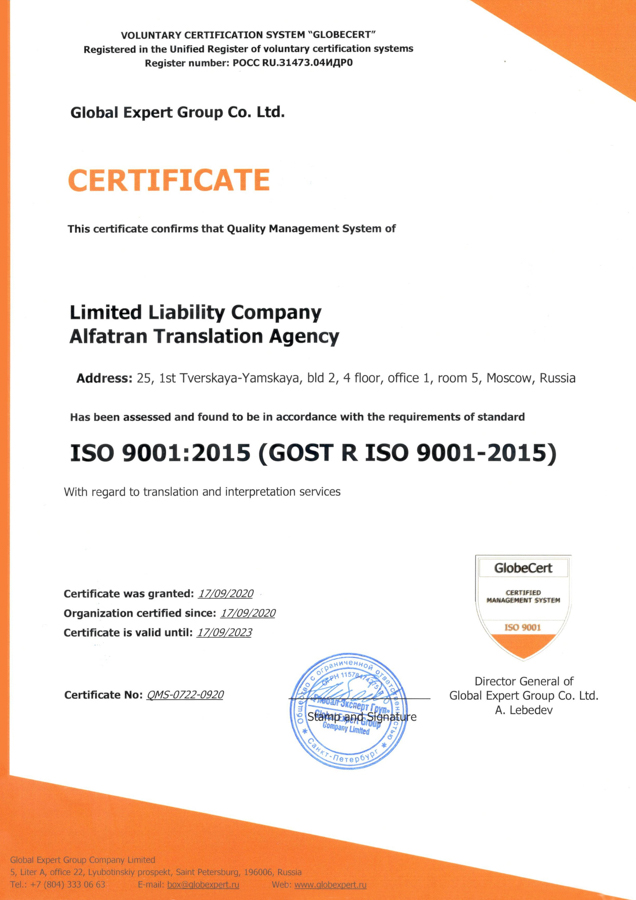 VOLUNTARY CERTIFICATION SYSTEM “GLOBECERT”
Registered in the Unified Register of voluntary certification systems
Register number: РОСС RU.31473.04ИДР0
Global Expert Group Co. Ltd.
CERTIFICATE
This certificate confirms that Quality Management System of
Limited Liability Company
Alfatran Translation Agency
Address: 25, 1st Tverskaya-Yamskaya, bld 2, 4 floor, office 1, room 5, Moscow, Russia
Has been assessed and found to be in accordance with the requirements of standard
ISO 9001:2015 (GOST R ISO 9001-2015)
With regard to translation and interpretation services
Certificate was granted: 17/09/2020
Organization certified since: 17/09/2020
Certificate is valid until: 17/09/2023
GlobeCert
CERTIFIED
MANAGEMENT SYSTEM
ISO 9001
Certificate No: QMS-0722-0920
Общество с ограниченной ответственностью
Санкт-Петербург
ОГРН
Глобал Эксперт Груп»
Global Expert Group
Company Limited
Stamp and Signature
Director General of
Global Expert Group Co. Ltd.
A. Lebedev
Global Expert Group Company Limited
5, Liter A, office 22, Lyubotinskiy prospekt, Saint Petersburg, 196006, Russia
Tel.: +7 (804) 333 06 63 E-mail: box@globexpert.ru Web: www.globexpert.ru